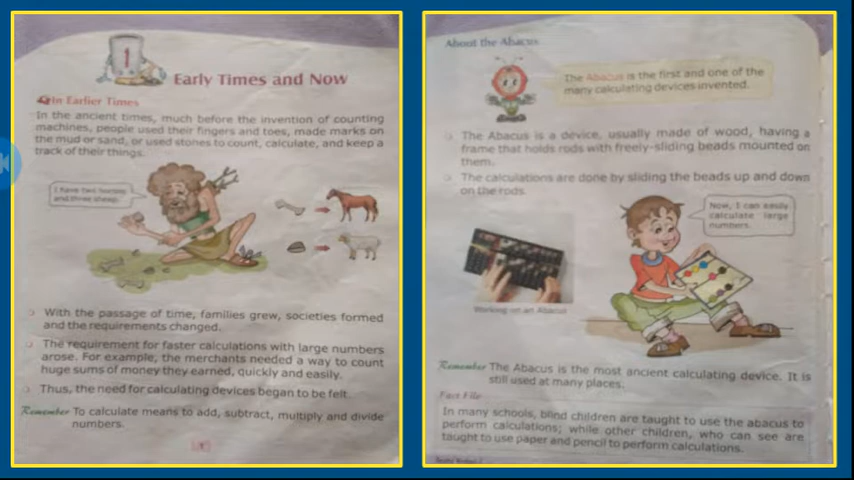 1
Early Times and Now
In Earlier Times
In the ancient times, much before the invention of counting
machines, people used their fingers and toes, made marks on
the mud or sand, or used stones to count, calculate, and keep a
track of their things.
I have two horses
and three sheep.
With the passage of time, families grew, societies formed
and the requirements changed.
The requirement for faster calculations with large numbers
arose. For example, the merchants needed a way to count
huge sums of money they earned, quickly and easily.
Thus, the need for calculating devices began to be felt.
Remember To calculate means to add, subtract, multiply and divide
numbers.
About the Abacus
The Abacus is the first and one of the
many calculating devices invented.
The Abacus is a device, usually made of wood, having a
frame that holds rods with freely-sliding beads mounted on
them.
The calculations are done by sliding the beads up and down
on the rods.
Now, I can easily
calculate large
numbers.
Working on an Abacus
Remember The Abacus is the most ancient calculating device. It is
still used at many places.
Fact File
In many schools, blind children are taught to use the abacus to
perform calculations; while other children, who can see are
taught to use paper and pencil to perform calculations.